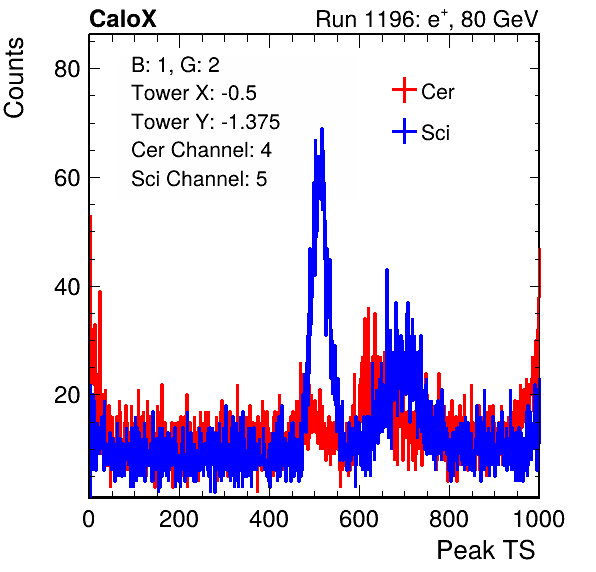 CaloX Run 1196: e⁺, 80 GeV
B: 1, G: 2
Tower X: -0.5
Tower Y: -1.375
Cer Channel: 4
Sci Channel: 5
Cer
Sci
Counts
80
60
40
20
0 200 400 600 800 1000
Peak TS